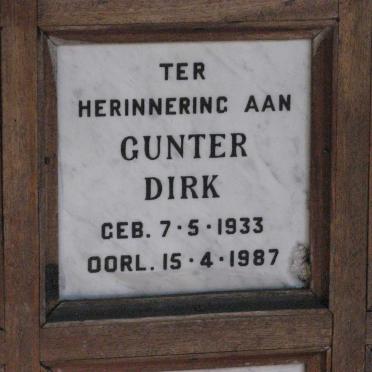 TER
HERINNERING AAN
GUNTER
DIRK
GEB. 7·5·1933
OORL. 15·4·1987